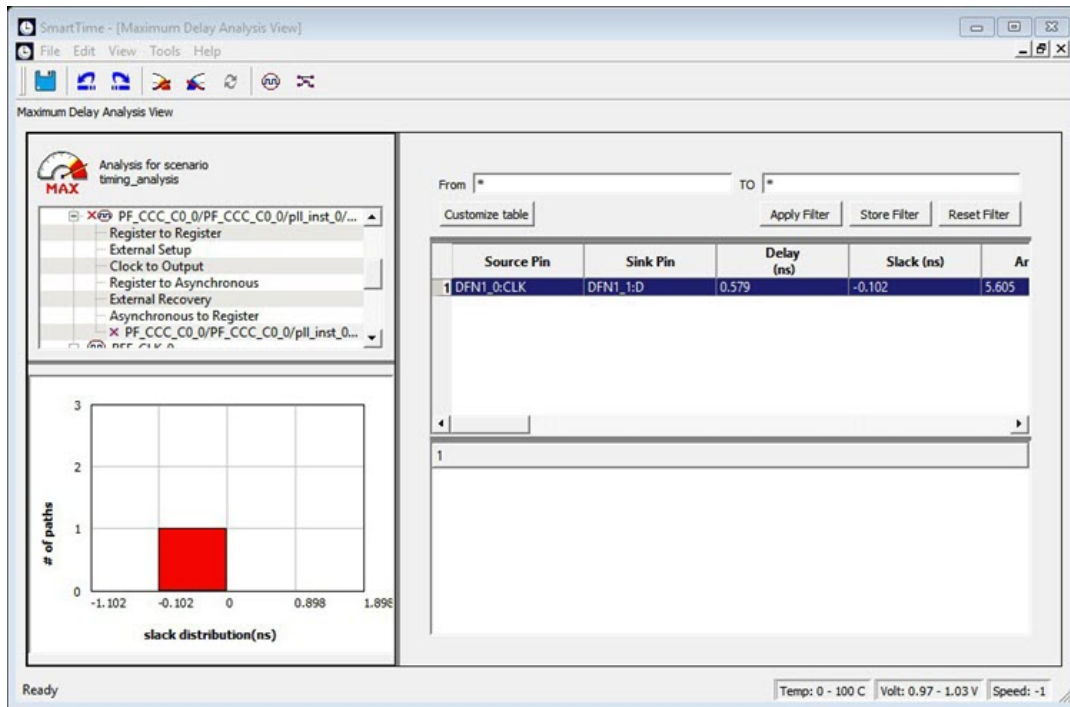 SmartTime - [Maximum Delay Analysis View]
File Edit View Tools Help
Maximum Delay Analysis View
MAX
Analysis for scenario
timing_analysis
PF_CCC_C0_0/PF_CCC_C0_0/pll_inst_0/...
Register to Register
External Setup
Clock to Output
Register to Asynchronous
External Recovery
Asynchronous to Register
PF_CCC_C0_0/PF_CCC_C0_0/pll_inst_0...
From * TO *
Customize table Apply Filter Store Filter Reset Filter
Source Pin Sink Pin Delay (ns) Slack (ns) Ar
1 DFN1_0:CLK DFN1_1:D 0.579 -0.102 5.605
1
# of paths
3
2
1
0
-1.102 -0.102 0 0.898 1.898
slack distribution(ns)
Ready
Temp: 0 - 100 C Volt: 0.97 - 1.03 V Speed: -1